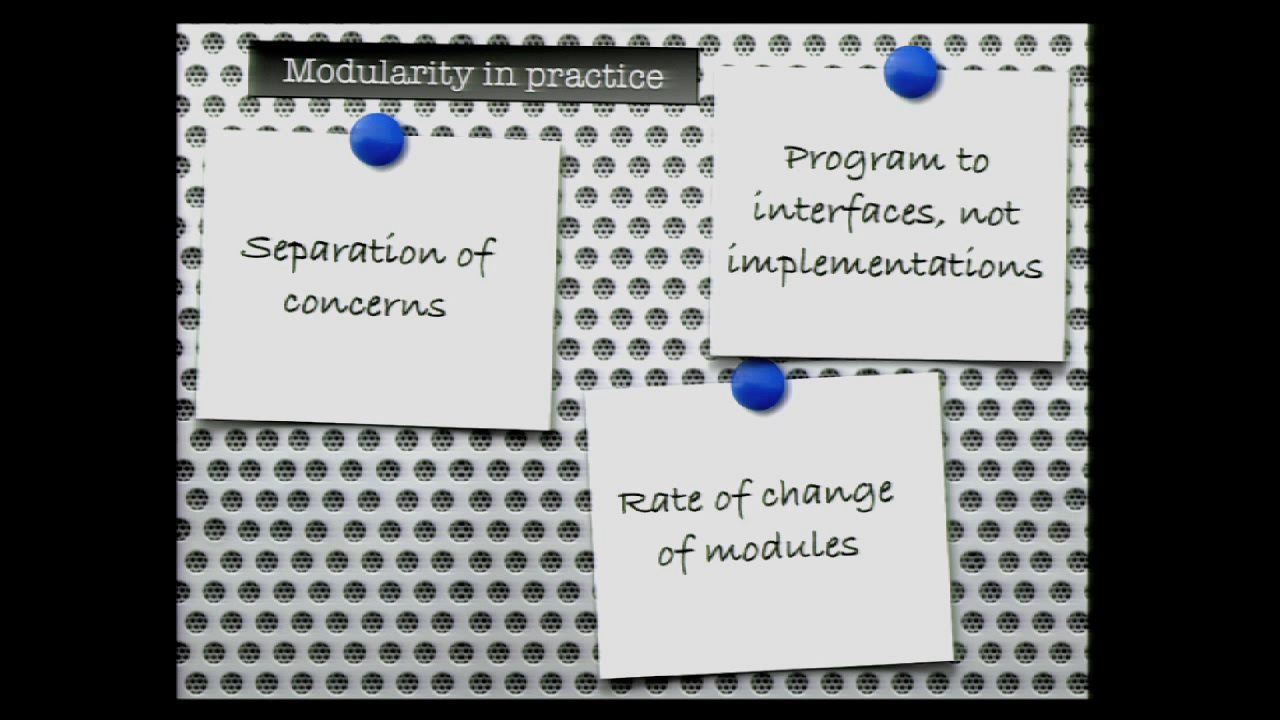 Modularity in practice
Separation of
concerns
Program to
interfaces, not
implementations
Rate of change
of modules